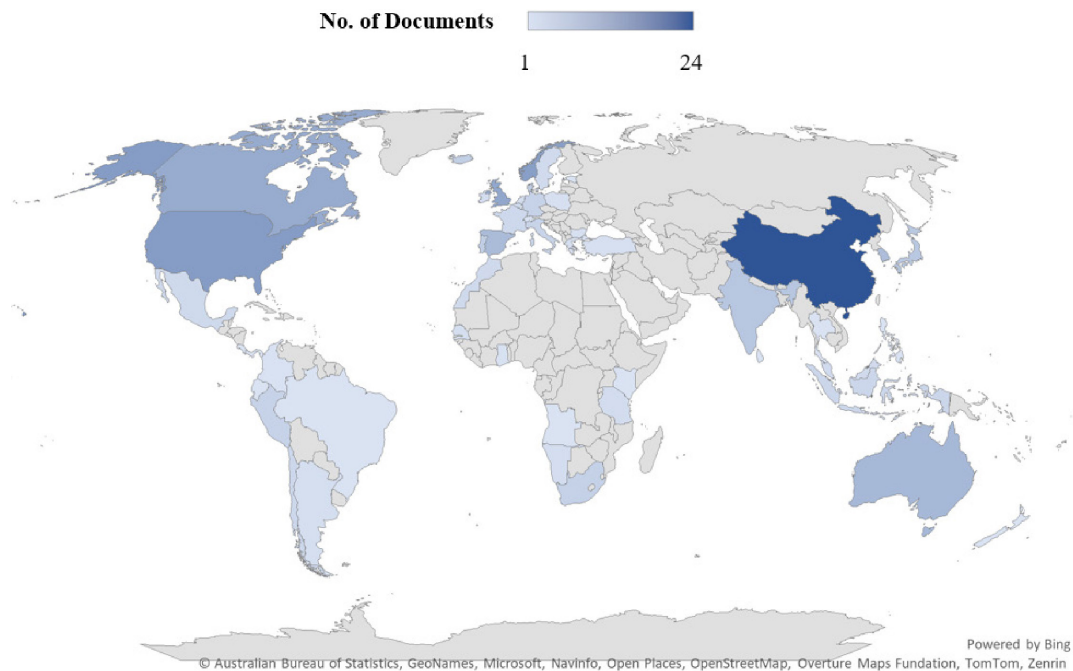 No. of Documents
1 24
Powered by Bing
© Australian Bureau of Statistics, GeoNames, Microsoft, Navinfo, Open Places, OpenStreetMap, Overture Maps Fundation, TomTom, Zenrin